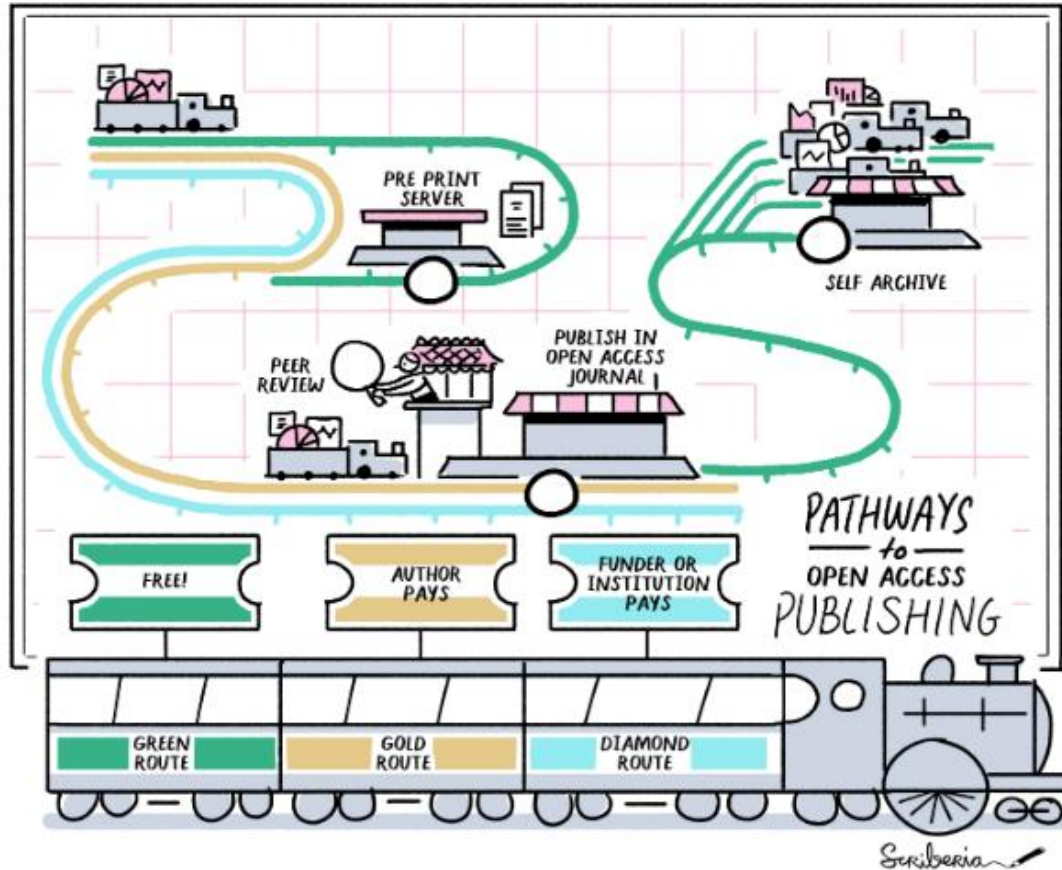 PRE PRINT
SERVER
SELF ARCHIVE
PEER
REVIEW
PUBLISH IN
OPEN ACCESS
JOURNAL
PATHWAYS
to
OPEN ACCESS
PUBLISHING
FREE!
AUTHOR
PAYS
FUNDER OR
INSTITUTION
PAYS
GREEN
ROUTE
GOLD
ROUTE
DIAMOND
ROUTE
Scriberia